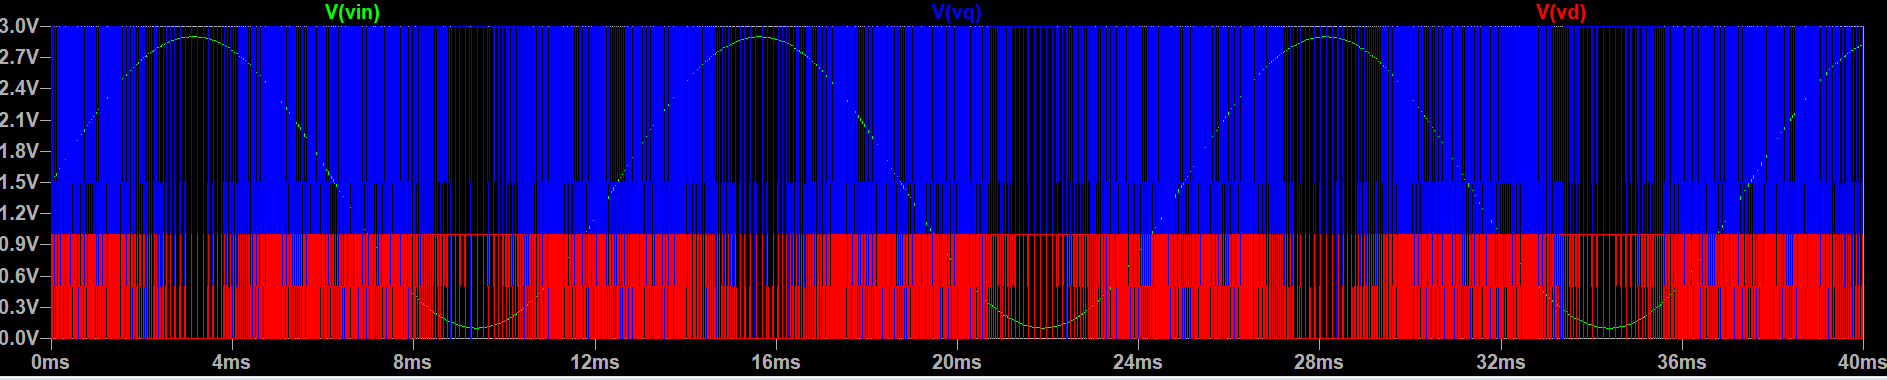 V(vin) V(vq) V(vd)
3.0V
2.7V
2.4V
2.1V
1.8V
1.5V
1.2V
0.9V
0.6V
0.3V
0.0V
0ms 4ms 8ms 12ms 16ms 20ms 24ms 28ms 32ms 36ms 40ms